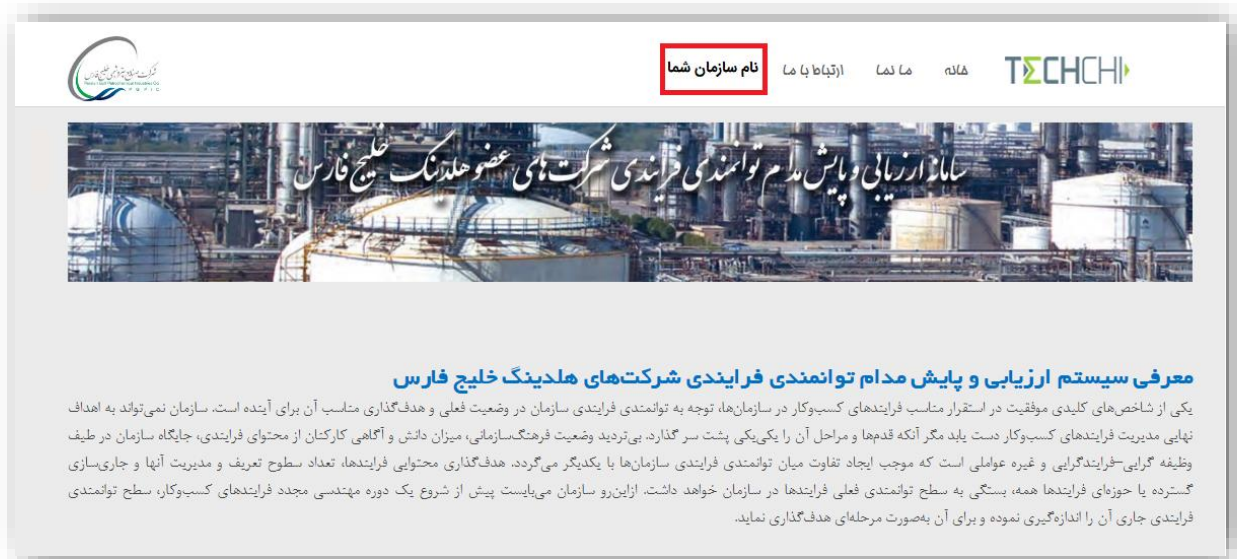 TECHCHI
خانه
ما نما
ارتباط با ما
نام سازمان شما
سامانه ارزیابی و پایش مدام توانمندی فرایندی شرکت های عضو هلدینگ خلیج فارس
معرفی سیستم ارزیابی و پایش مدام توانمندی فرایندی شرکت‌های هلدینگ خلیج فارس
یکی از شاخص‌های کلیدی موفقیت در استقرار مناسب فرایندهای کسب‌وکار در سازمان‌ها، توجه به توانمندی فرایندی سازمان در وضعیت فعلی و هدف‌گذاری مناسب آن برای آینده است. سازمان نمی‌تواند به اهداف
نهایی مدیریت فرایندهای کسب‌وکار دست یابد مگر آنکه قدم‌ها و مراحل آن را یکی‌یکی پشت سر گذارد. بی‌تردید وضعیت فرهنگ‌سازمانی، میزان دانش و آگاهی کارکنان از محتوای فرایندی، جایگاه سازمان در طیف
وظیفه گرایی-فرایندگرایی و غیره عواملی است که موجب ایجاد تفاوت میان توانمندی فرایندی سازمان‌ها با یکدیگر می‌گردد. هدف‌گذاری محتوایی فرایندها، تعداد سطوح تعریف و مدیریت آنها و جاری‌سازی
گسترده یا حوزه‌ای فرایندها همه، بستگی به سطح توانمندی فعلی فرایندها در سازمان خواهد داشت. ازاین‌رو سازمان می‌بایست پیش از شروع یک دوره مهندسی مجدد فرایندهای کسب‌وکار، سطح توانمندی
فرایندی جاری آن را اندازه‌گیری نموده و برای آن به‌صورت مرحله‌ای هدف‌گذاری نماید.